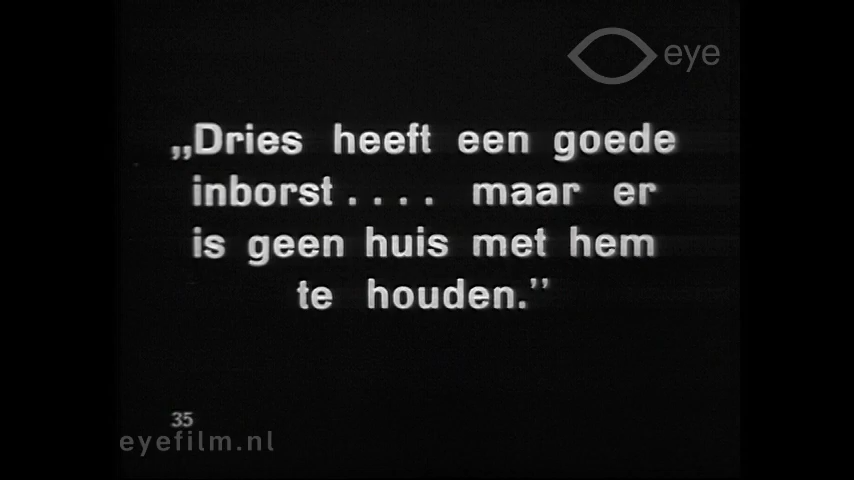 eye
„Dries heeft een goede
inborst.... maar er
is geen huis met hem
te houden.”
35
eyefilm.nl